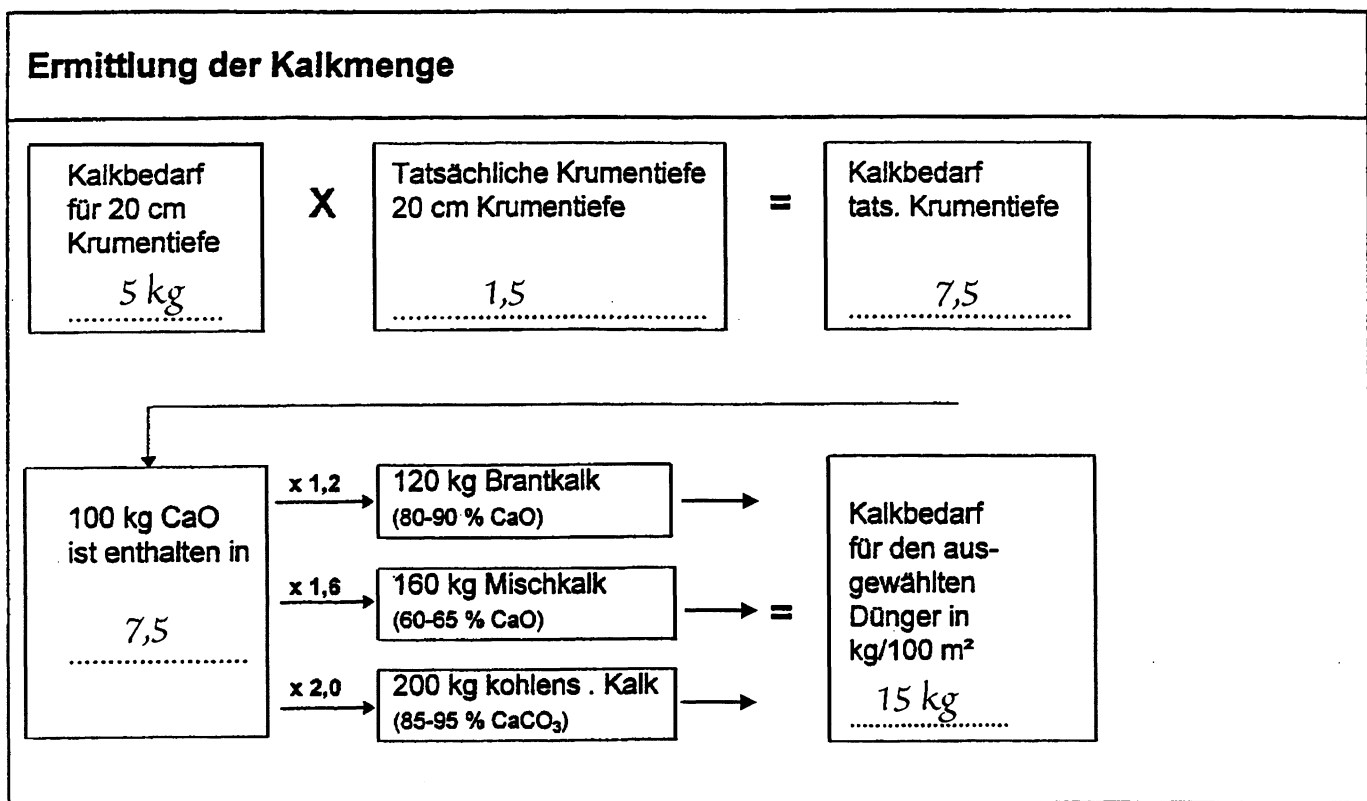 Ermittlung der Kalkmenge
Kalkbedarf
für 20 cm
Krumentiefe
5 kg
X
Tatsächliche Krumentiefe
20 cm Krumentiefe
1,5
=
Kalkbedarf
tats. Krumentiefe
7,5
100 kg CaO
ist enthalten in
7,5
x 1,2
120 kg Brantkalk
(80-90 % CaO)
x 1,6
160 kg Mischkalk
(60-65 % CaO)
x 2,0
200 kg kohlens . Kalk
(85-95 % CaCO₃)
=
Kalkbedarf
für den aus-
gewählten
Dünger in
kg/100 m²
15 kg